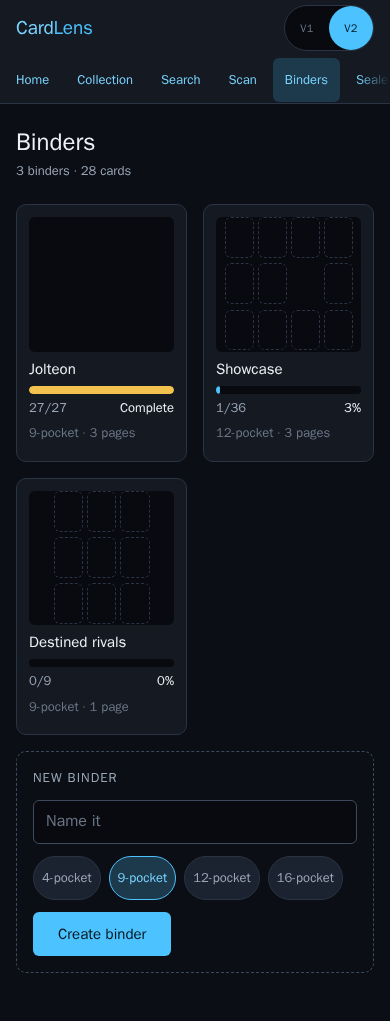 CardLens
V1 V2
Home Collection Search Scan Binders Seale
Binders
3 binders · 28 cards
Jolteon
27/27 Complete
9-pocket · 3 pages
Showcase
1/36 3%
12-pocket · 3 pages
Destined rivals
0/9 0%
9-pocket · 1 page
NEW BINDER
Name it
4-pocket 9-pocket 12-pocket 16-pocket
Create binder